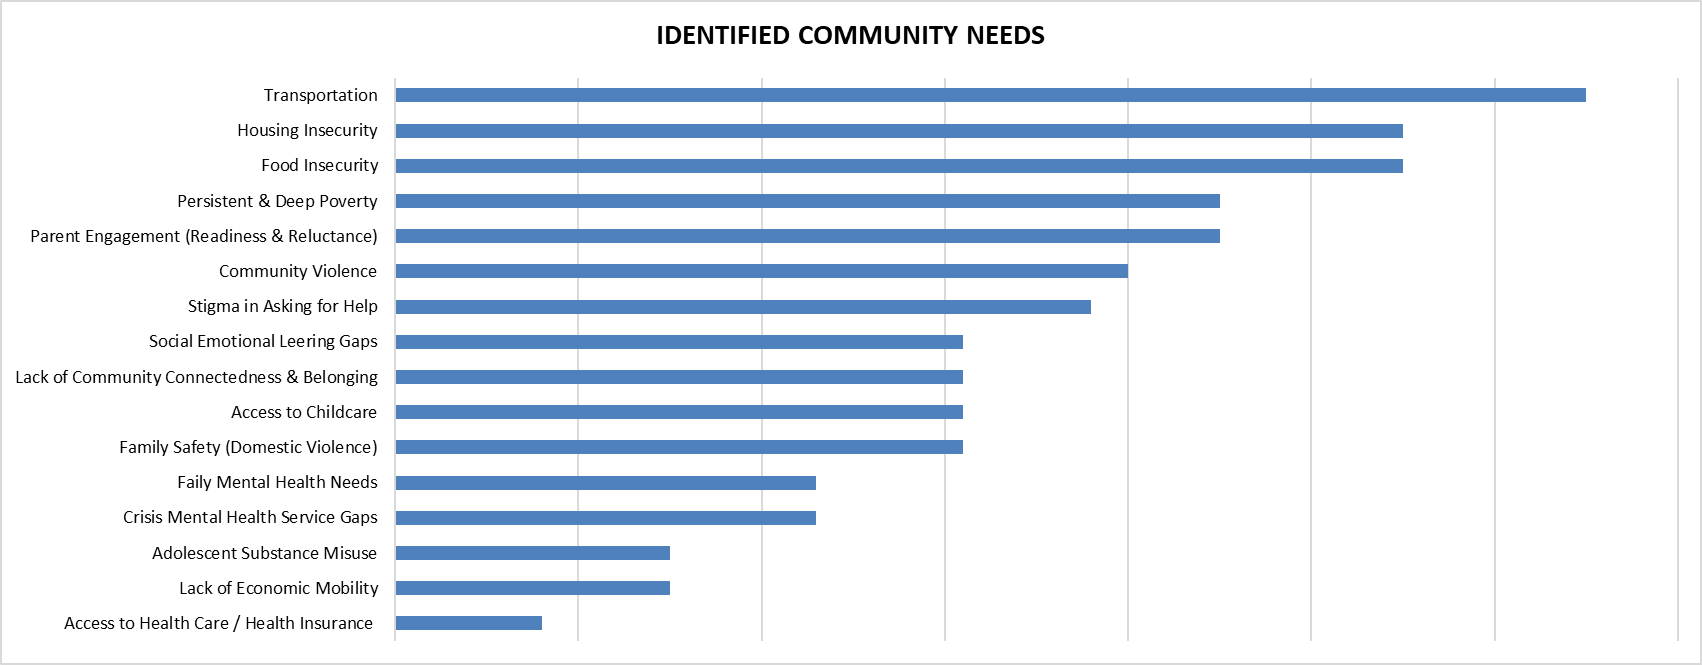 IDENTIFIED COMMUNITY NEEDS
Transportation
Housing Insecurity
Food Insecurity
Persistent & Deep Poverty
Parent Engagement (Readiness & Reluctance)
Community Violence
Stigma in Asking for Help
Social Emotional Leering Gaps
Lack of Community Connectedness & Belonging
Access to Childcare
Family Safety (Domestic Violence)
Faily Mental Health Needs
Crisis Mental Health Service Gaps
Adolescent Substance Misuse
Lack of Economic Mobility
Access to Health Care / Health Insurance